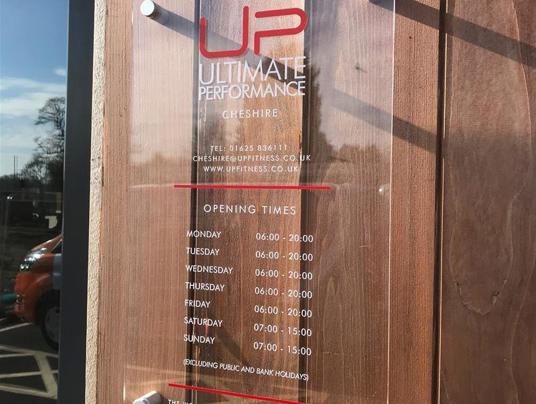 UP
ULTIMATE
PERFORMANCE
CHESHIRE
TEL: 01625 836111
CHESHIRE@UPFITNESS.CO.UK
WWW.UPFITNESS.CO.UK
OPENING TIMES
MONDAY 06:00 - 20:00
TUESDAY 06:00 - 20:00
WEDNESDAY 06:00 - 20:00
THURSDAY 06:00 - 20:00
FRIDAY 06:00 - 20:00
SATURDAY 07:00 - 15:00
SUNDAY 07:00 - 15:00
(EXCLUDING PUBLIC AND BANK HOLIDAYS)